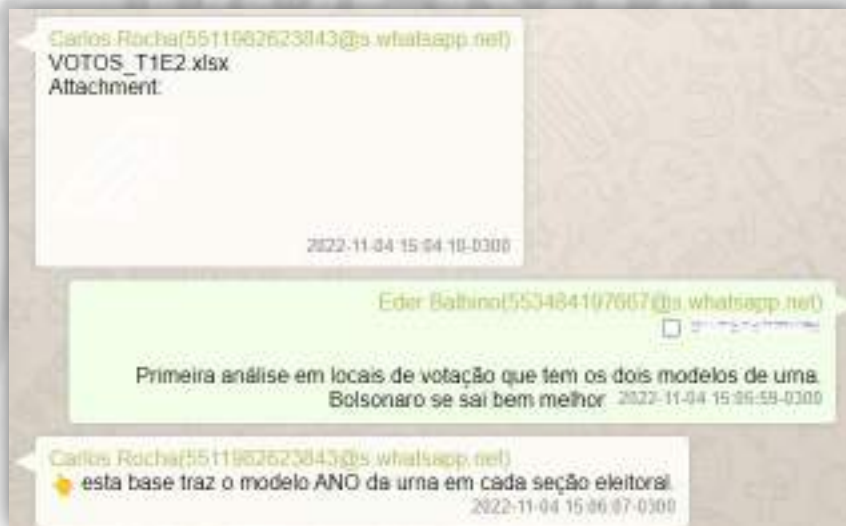 Carlos Rocha(5511982623843@s.whatsapp.net)
VOTOS_T1E2.xlsx
Attachment:
2022-11-04 15:04:10-0300
Eder Balbino(553484197667@s.whatsapp.net)
Primeira análise em locais de votação que tem os dois modelos de urna.
Bolsonaro se sai bem melhor 2022-11-04 15:05:59-0300
Carlos Rocha(5511982623843@s.whatsapp.net)
👆 esta base traz o modelo ANO da urna em cada seção eleitoral.
2022-11-04 15:06:07-0300